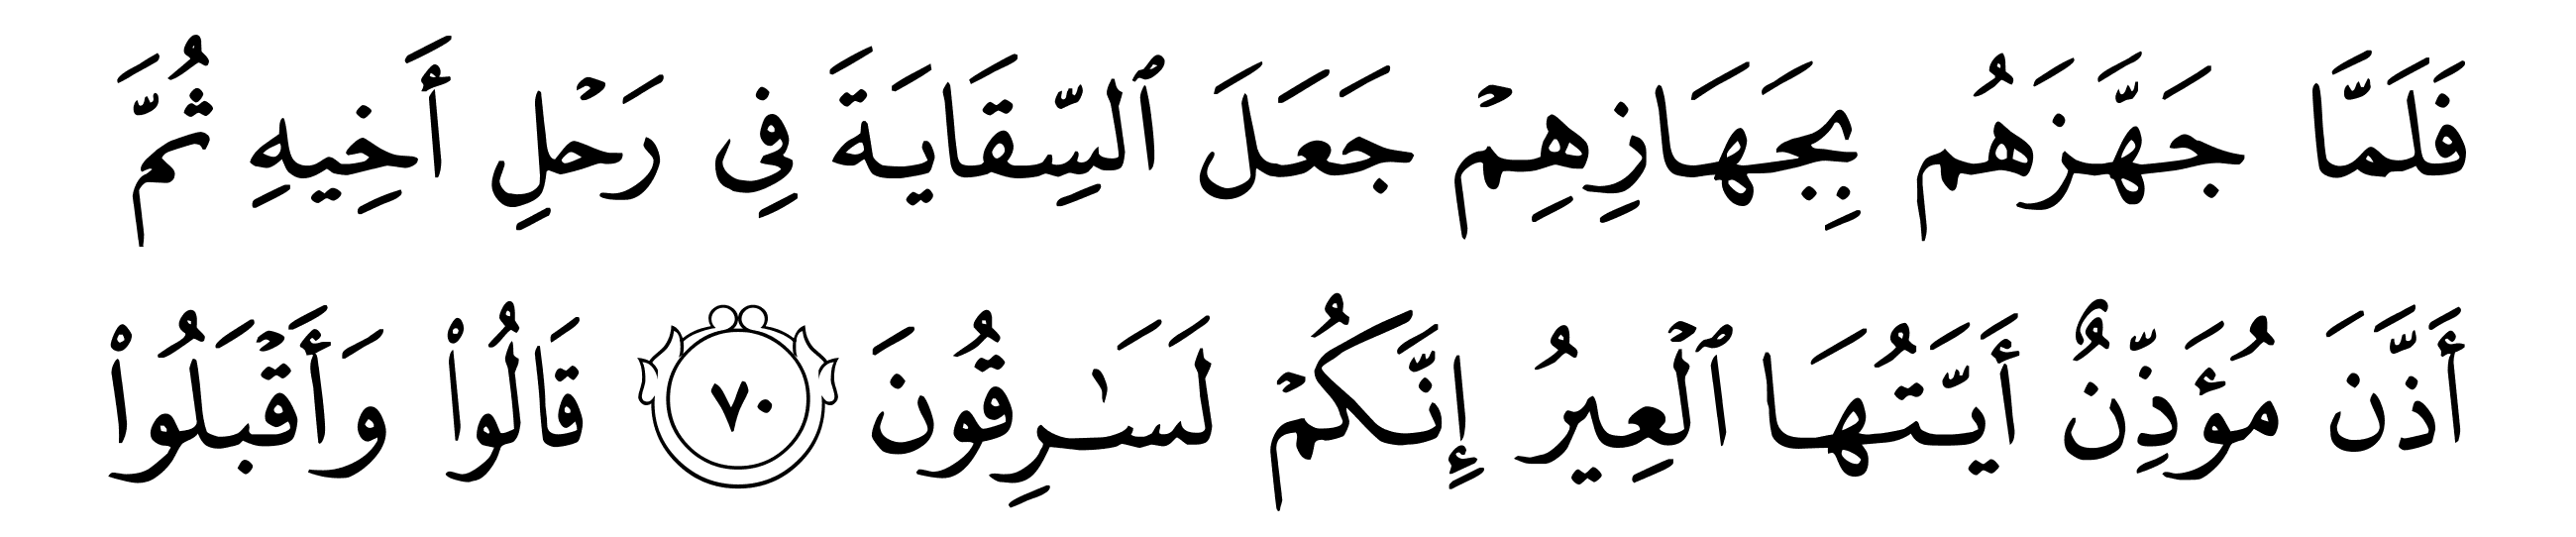 فَلَمَّا جَهَّزَهُم بِجَهَازِهِمۡ جَعَلَ ٱلسِّقَايَةَ فِي رَحۡلِ أَخِيهِ ثُمَّ
أَذَّنَ مُؤَذِّنٌ أَيَّتُهَا ٱلۡعِيرُ إِنَّكُمۡ لَسَٰرِقُونَ ٧٠ قَالُواْ وَأَقۡبَلُواْ